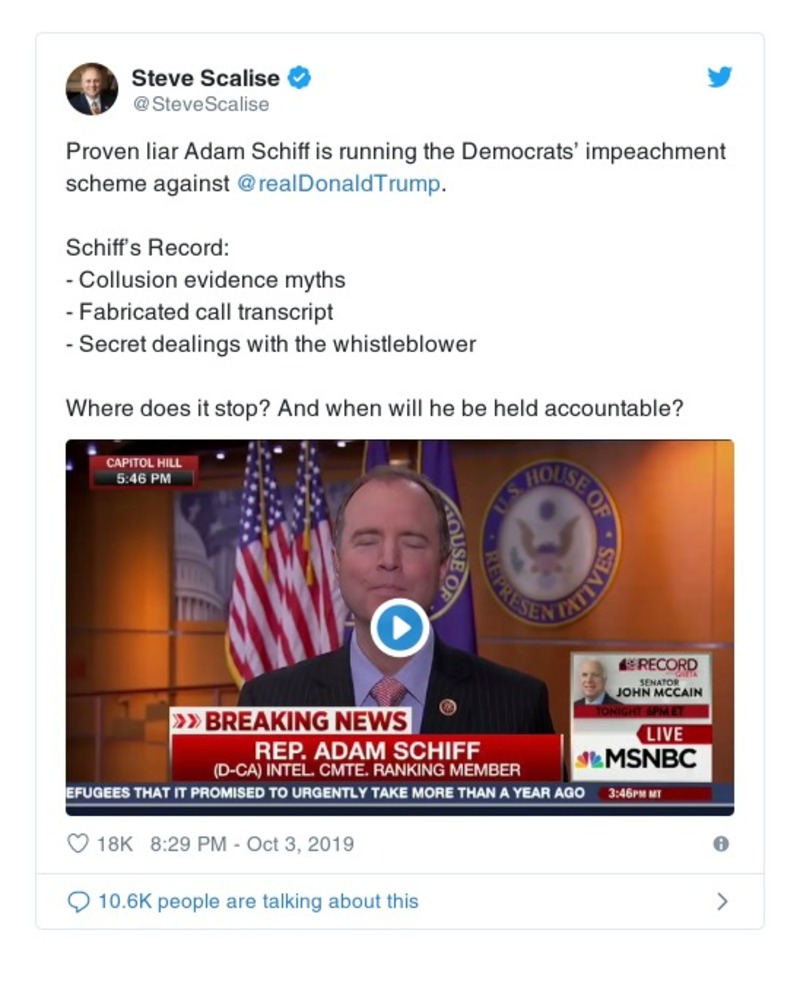 Steve Scalise
@SteveScalise
Proven liar Adam Schiff is running the Democrats' impeachment
scheme against @realDonaldTrump.
Schiff's Record:
- Collusion evidence myths
- Fabricated call transcript
- Secret dealings with the whistleblower
Where does it stop? And when will he be held accountable?
CAPITOL HILL
5:46 PM
U.S. HOUSE OF
REPRESENTATIVES
HOUSE OF
RECORD
GRETA
SENATOR
JOHN MCCAIN
TONIGHT 6PM ET
LIVE
MSNBC
BREAKING NEWS
REP. ADAM SCHIFF
(D-CA) INTEL. CMTE. RANKING MEMBER
EFUGEES THAT IT PROMISED TO URGENTLY TAKE MORE THAN A YEAR AGO 3:46PM MT
18K 8:29 PM - Oct 3, 2019
10.6K people are talking about this